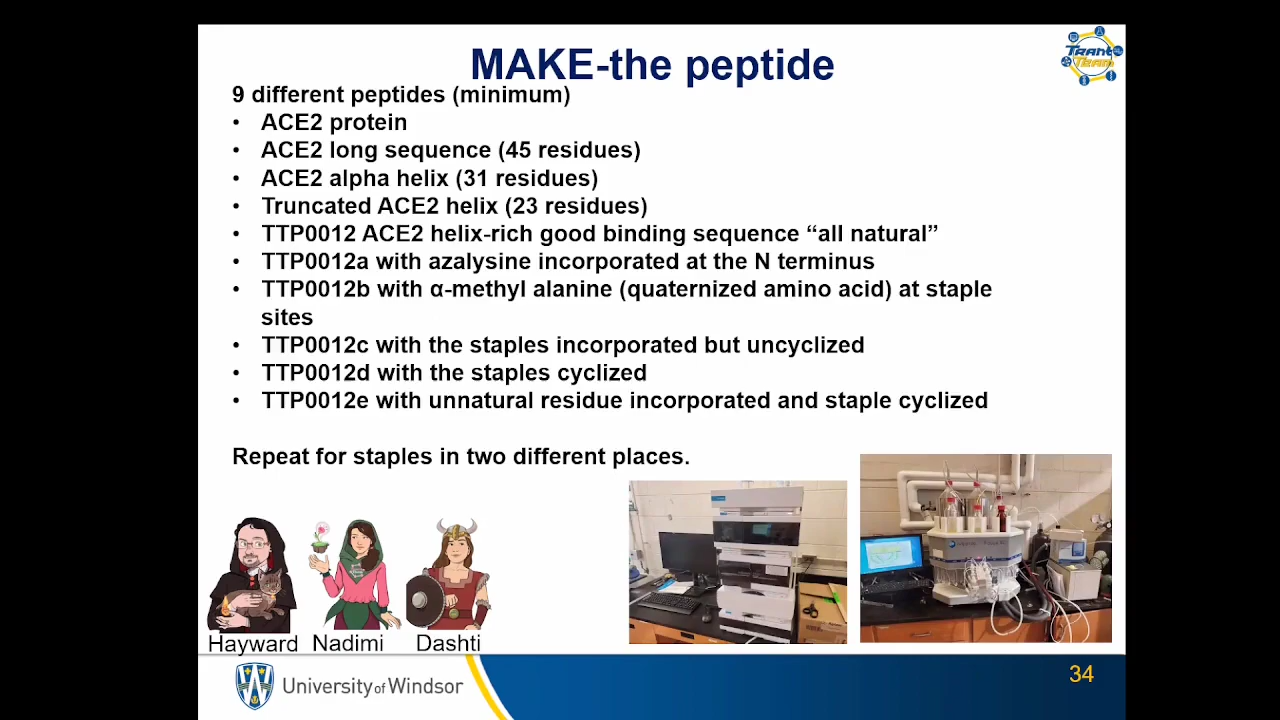 MAKE-the peptide
TRANT
TEAM
9 different peptides (minimum)
• ACE2 protein
• ACE2 long sequence (45 residues)
• ACE2 alpha helix (31 residues)
• Truncated ACE2 helix (23 residues)
• TTP0012 ACE2 helix-rich good binding sequence “all natural”
• TTP0012a with azalysine incorporated at the N terminus
• TTP0012b with α-methyl alanine (quaternized amino acid) at staple
sites
• TTP0012c with the staples incorporated but uncyclized
• TTP0012d with the staples cyclized
• TTP0012e with unnatural residue incorporated and staple cyclized
Repeat for staples in two different places.
Hayward Nadimi Dashti
University of Windsor
34